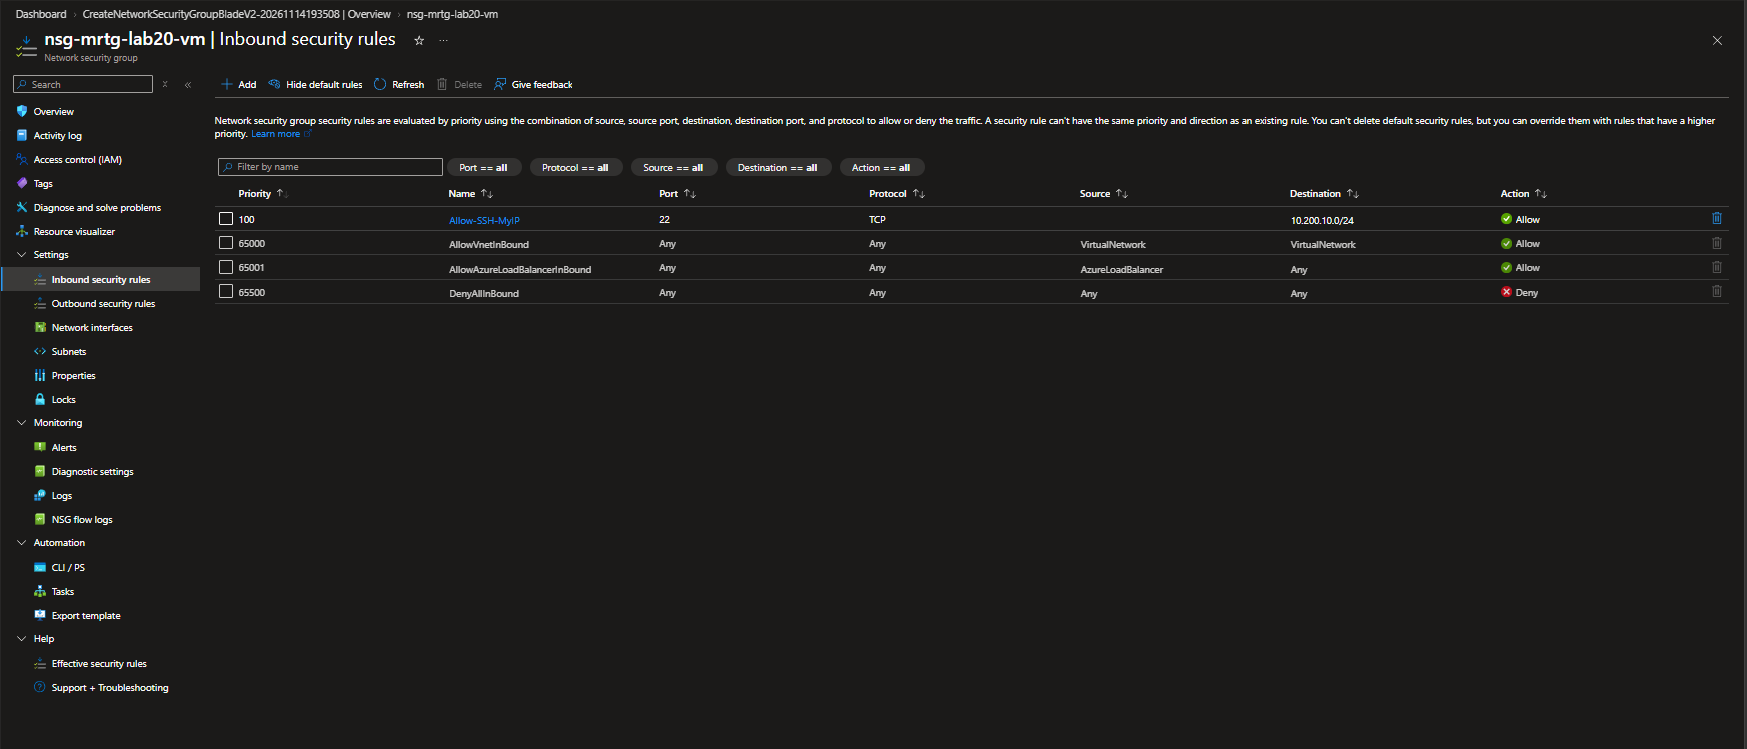 Dashboard > CreateNetworkSecurityGroupBladeV2-20261114193508 | Overview > nsg-mrtg-lab20-vm
nsg-mrtg-lab20-vm | Inbound security rules
Network security group
Search
Overview
Activity log
Access control (IAM)
Tags
Diagnose and solve problems
Resource visualizer
Settings
Inbound security rules
Outbound security rules
Network interfaces
Subnets
Properties
Locks
Monitoring
Alerts
Diagnostic settings
Logs
NSG flow logs
Automation
CLI / PS
Tasks
Export template
Help
Effective security rules
Support + Troubleshooting
Add Hide default rules Refresh Delete Give feedback
Network security group security rules are evaluated by priority using the combination of source, source port, destination, destination port, and protocol to allow or deny the traffic. A security rule can't have the same priority and direction as an existing rule. You can't delete default security rules, but you can override them with rules that have a higher
priority. Learn more
Filter by name Port == all Protocol == all Source == all Destination == all Action == all
Priority Name Port Protocol Source Destination Action
100 Allow-SSH-MyIP 22 TCP 10.200.10.0/24 Allow
65000 AllowVnetInBound Any Any VirtualNetwork VirtualNetwork Allow
65001 AllowAzureLoadBalancerInBound Any Any AzureLoadBalancer Any Allow
65500 DenyAllInBound Any Any Any Any Deny